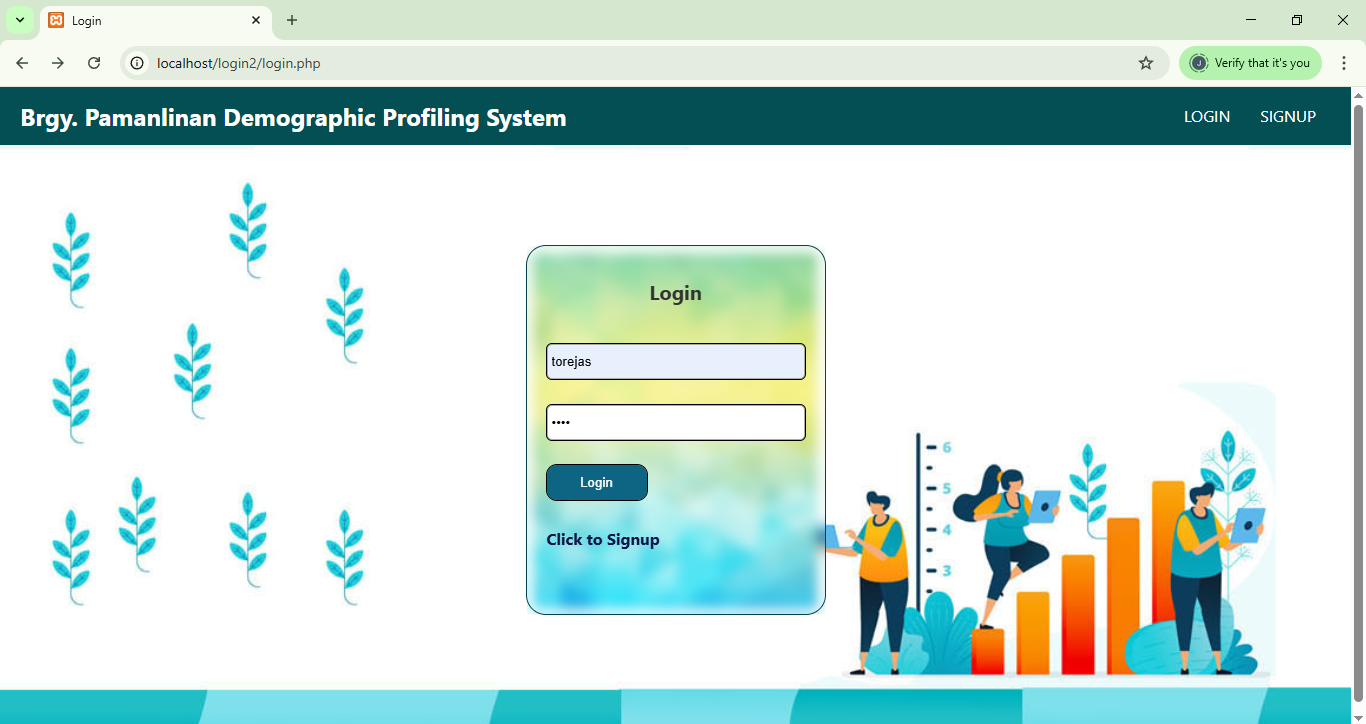 Login
localhost/login2/login.php
J
Verify that it's you
Brgy. Pamanlinan Demographic Profiling System
LOGIN
SIGNUP
Login
torejas
••••
Login
Click to Signup
6
5
4
3